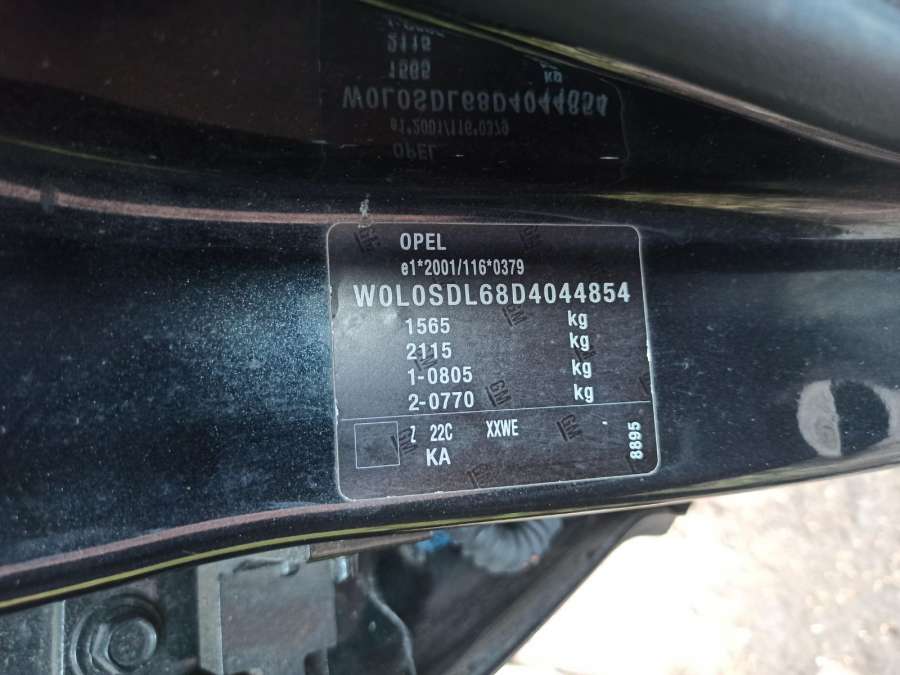 OPEL
e1*2001/116*0379
W0L0SDL68D4044854
1565 kg
2115 kg
1-0805 kg
2-0770 kg
Z 22C XXWE
KA
8895